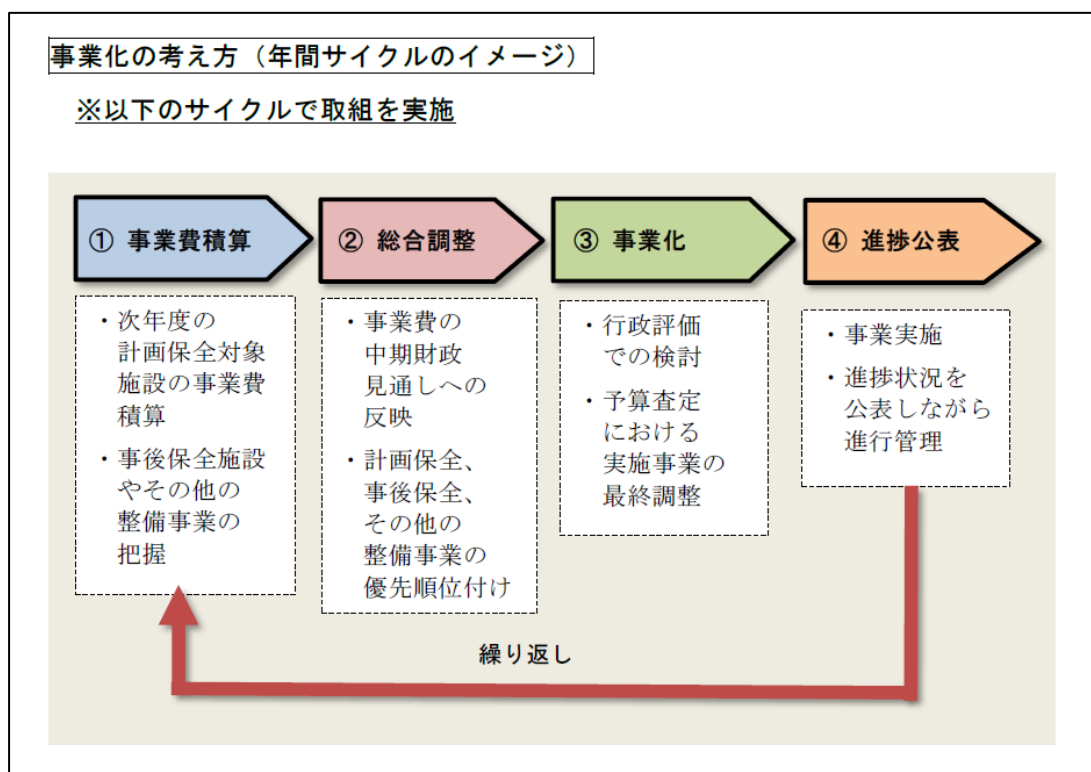 事業化の考え方（年間サイクルのイメージ）
※以下のサイクルで取組を実施
① 事業費積算
② 総合調整
③ 事業化
④ 進捗公表
・次年度の
計画保全対象
施設の事業費
積算
・事後保全施設
やその他の
整備事業の
把握
・事業費の
中期財政
見通しへの
反映
・計画保全、
事後保全、
その他の
整備事業の
優先順位付け
・行政評価
での検討
・予算査定
における
実施事業の
最終調整
・事業実施
・進捗状況を
公表しながら
進行管理
繰り返し